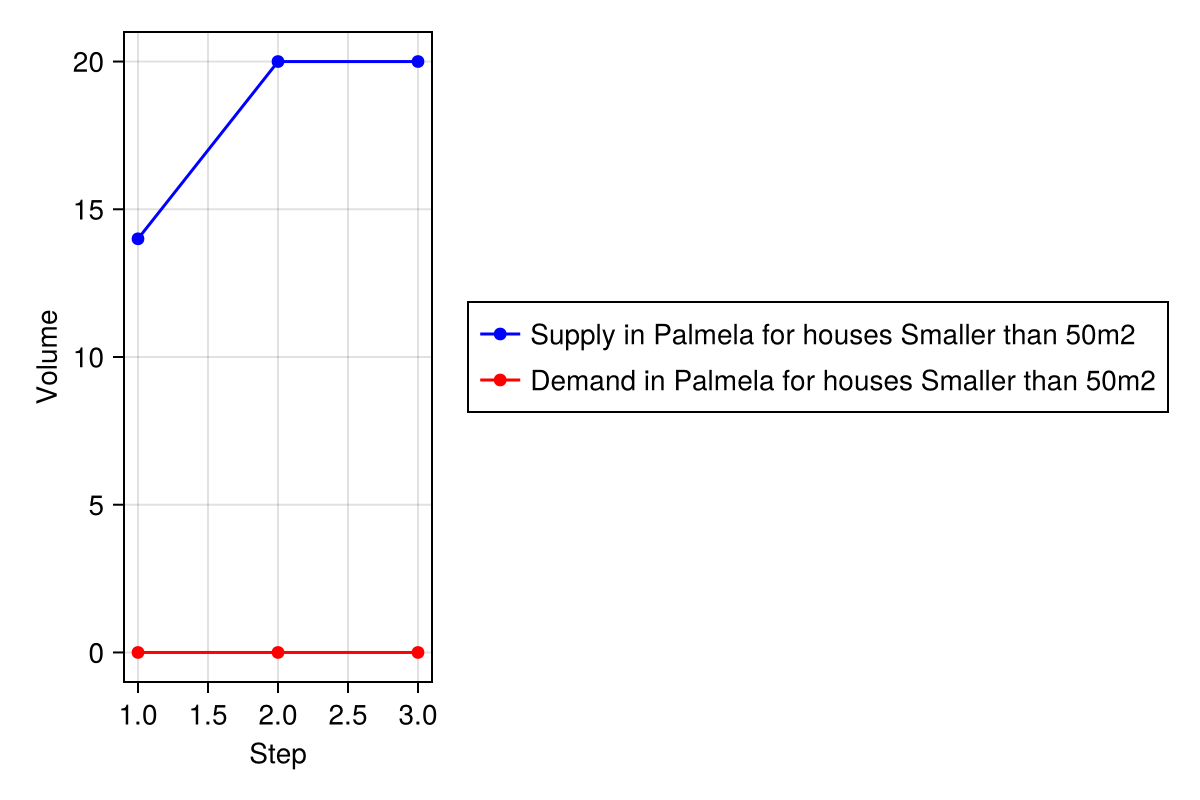 20
15
10
5
0
Volume
1.0 1.5 2.0 2.5 3.0
Step
Supply in Palmela for houses Smaller than 50m2
Demand in Palmela for houses Smaller than 50m2